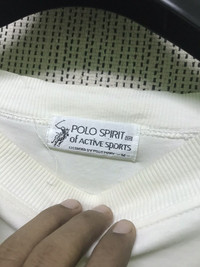 POLO SPIRIT
of ACTIVE SPORTS
M